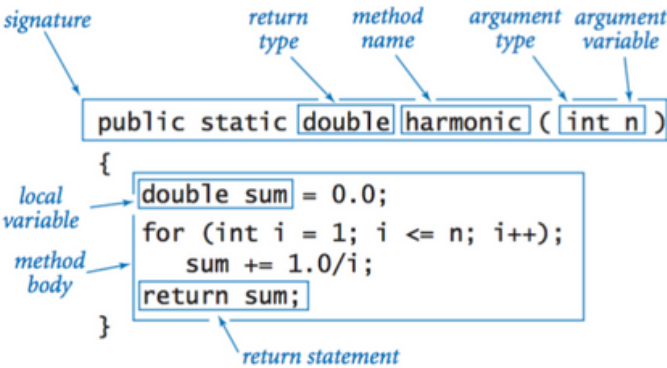 signature return type method name argument type argument variable
public static double harmonic ( int n )
{
local variable double sum = 0.0;
for (int i = 1; i <= n; i++);
method body sum += 1.0/i;
return sum;
}
return statement